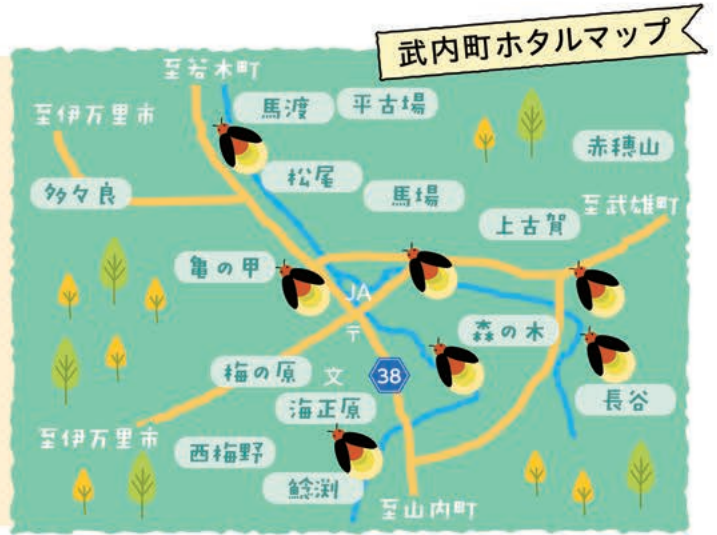 武内町ホタルマップ
至若木町
至伊万里市
馬渡
平古場
赤穂山
松尾
多々良
馬場
至武雄町
上古賀
亀の甲
JA
〒
森の木
梅の原
文
38
海正原
長谷
至伊万里市
西梅野
鯰渕
至山内町